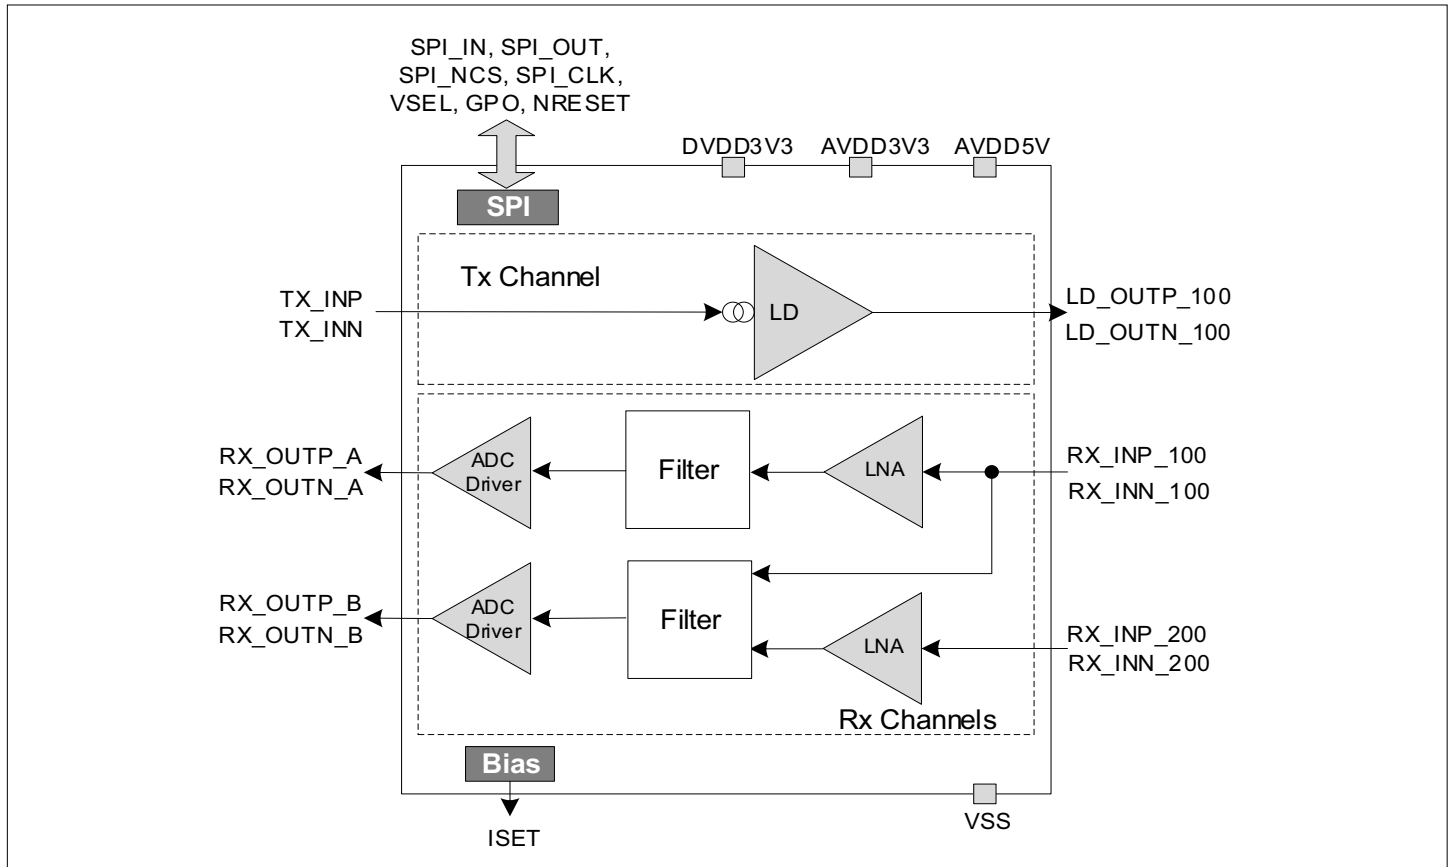 SPI_IN, SPI_OUT,
SPI_NCS, SPI_CLK,
VSEL, GPO, NRESET
DVDD3V3
AVDD3V3
AVDD5V
SPI
Tx Channel
TX_INP
TX_INN
LD
LD_OUTP_100
LD_OUTN_100
RX_OUTP_A
RX_OUTN_A
ADC
Driver
Filter
LNA
RX_INP_100
RX_INN_100
RX_OUTP_B
RX_OUTN_B
ADC
Driver
Filter
LNA
RX_INP_200
RX_INN_200
Rx Channels
Bias
ISET
VSS